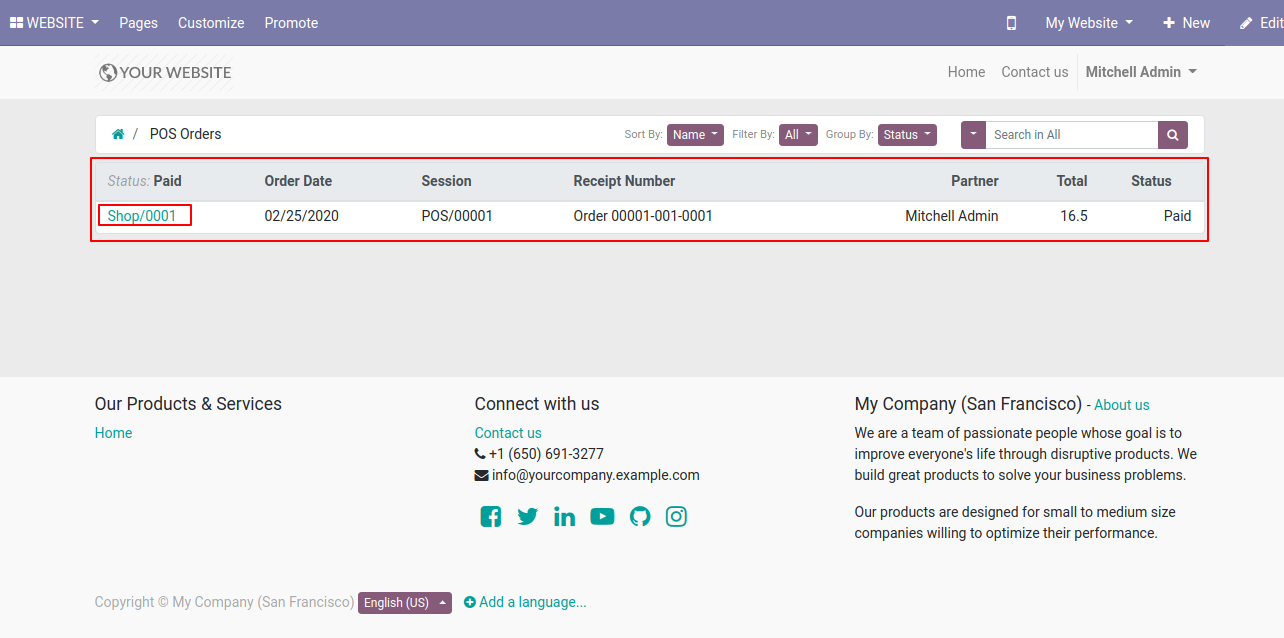 WEBSITE Pages Customize Promote My Website New Edit
YOUR WEBSITE Home Contact us Mitchell Admin
/ POS Orders Sort By: Name Filter By: All Group By: Status Search in All
Status: Paid Order Date Session Receipt Number Partner Total Status
Shop/0001 02/25/2020 POS/00001 Order 00001-001-0001 Mitchell Admin 16.5 Paid
Our Products & Services
Home
Connect with us
Contact us
+1 (650) 691-3277
info@yourcompany.example.com
My Company (San Francisco) - About us
We are a team of passionate people whose goal is to
improve everyone's life through disruptive products. We
build great products to solve your business problems.
Our products are designed for small to medium size
companies willing to optimize their performance.
Copyright © My Company (San Francisco) English (US) Add a language...